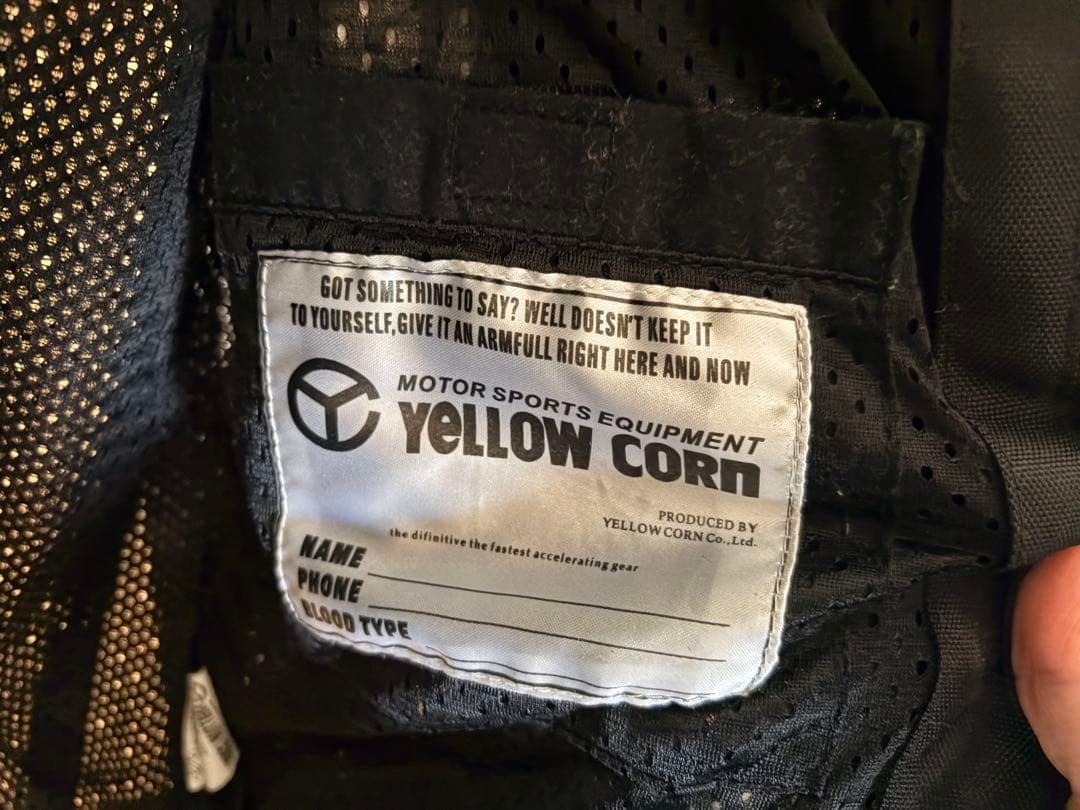 GOT SOMETHING TO SAY? WELL DOESN'T KEEP IT
TO YOURSELF,GIVE IT AN ARMFULL RIGHT HERE AND NOW
MOTOR SPORTS EQUIPMENT
YeLLOW CORn
PRODUCED BY
YELLOW CORN Co.,Ltd.
the difinitive the fastest accelerating gear
NAME
PHONE
BLOOD TYPE